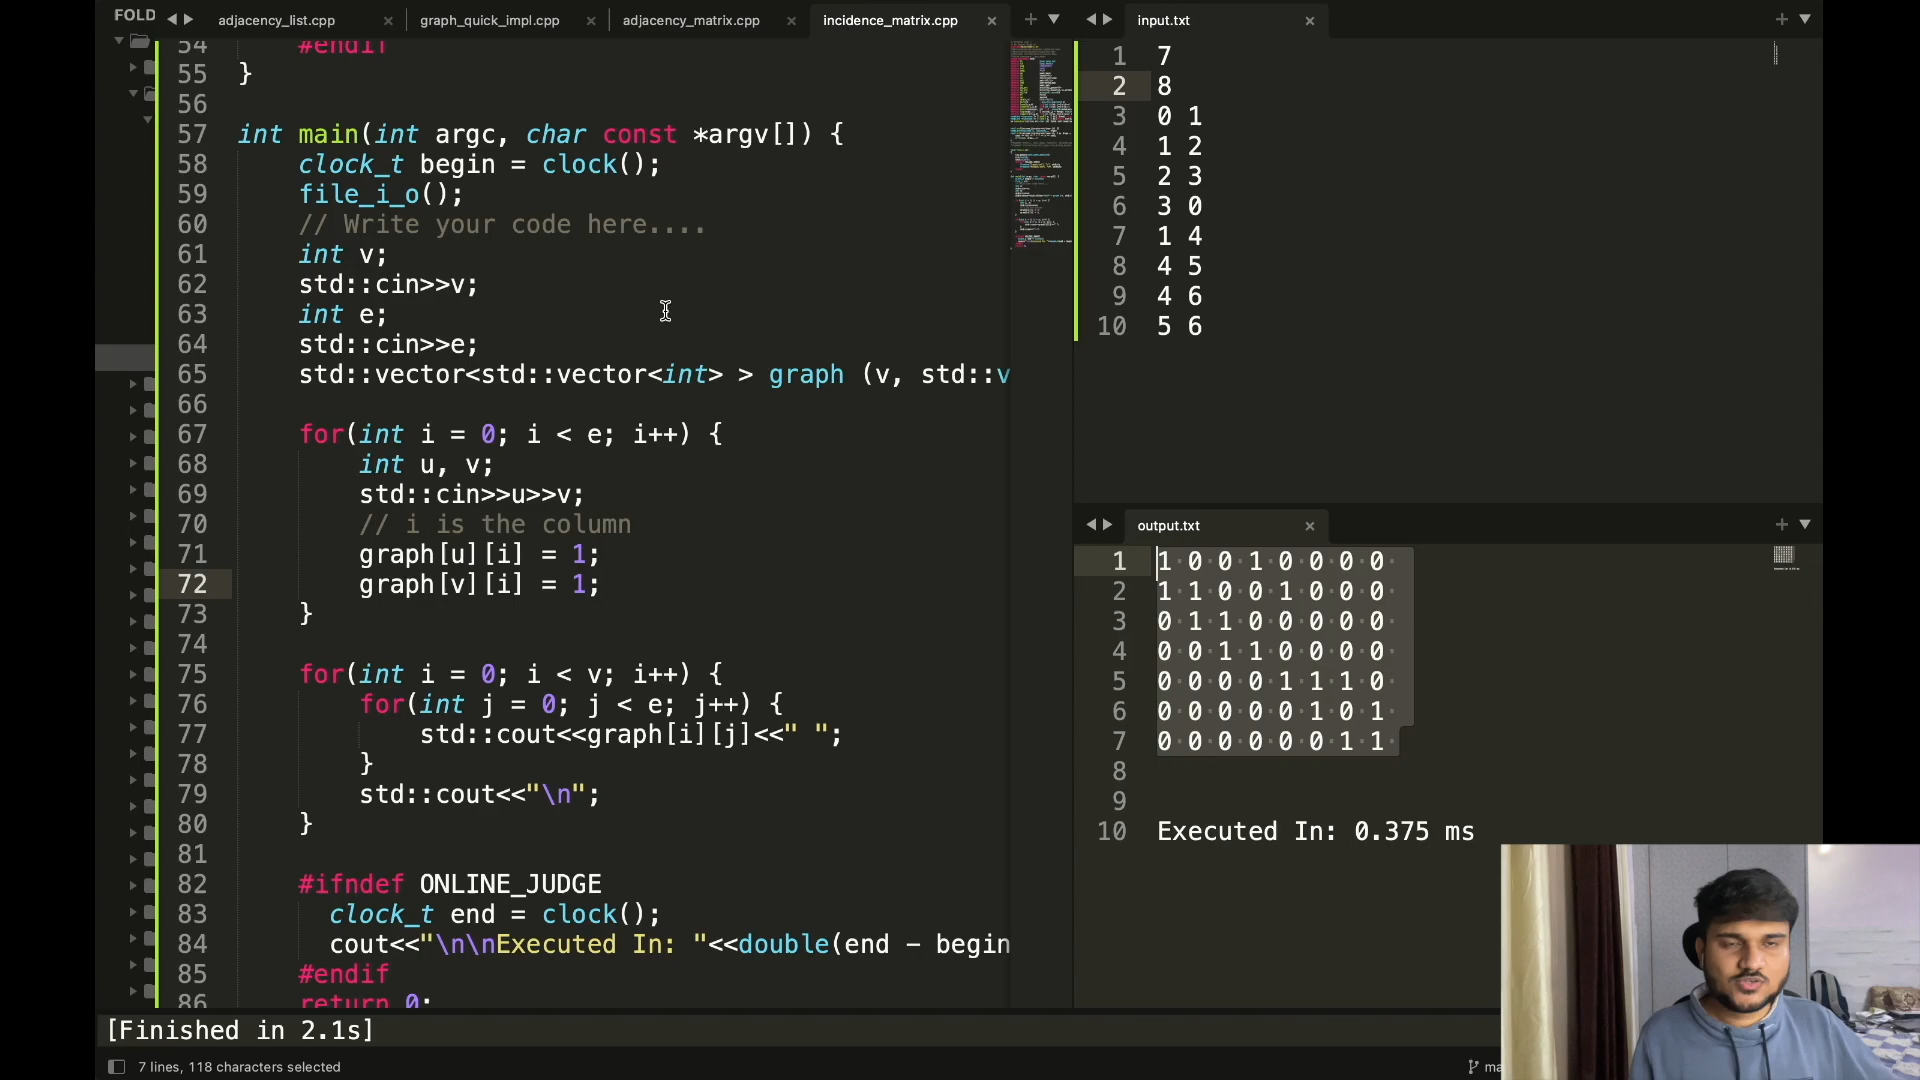 FOLD
adjacency_list.cpp
graph_quick_impl.cpp
adjacency_matrix.cpp
incidence_matrix.cpp
54 #endif
55 }
56
57 int main(int argc, char const *argv[]) {
58 clock_t begin = clock();
59 file_i_o();
60 // Write your code here....
61 int v;
62 std::cin>>v;
63 int e;
64 std::cin>>e;
65 std::vector<std::vector<int> > graph (v, std::v
66
67 for(int i = 0; i < e; i++) {
68 int u, v;
69 std::cin>>u>>v;
70 // i is the column
71 graph[u][i] = 1;
72 graph[v][i] = 1;
73 }
74
75 for(int i = 0; i < v; i++) {
76 for(int j = 0; j < e; j++) {
77 std::cout<<graph[i][j]<<" ";
78 }
79 std::cout<<"\n";
80 }
81
82 #ifndef ONLINE_JUDGE
83 clock_t end = clock();
84 cout<<"\n\nExecuted In: "<<double(end - begin
85 #endif
86 return 0;
input.txt
1 7
2 8
3 0 1
4 1 2
5 2 3
6 3 0
7 1 4
8 4 5
9 4 6
10 5 6
output.txt
1 1 0 0 1 0 0 0 0
2 1 1 0 0 1 0 0 0
3 0 1 1 0 0 0 0 0
4 0 0 1 1 0 0 0 0
5 0 0 0 0 1 1 1 0
6 0 0 0 0 0 1 0 1
7 0 0 0 0 0 0 1 1
8
9
10 Executed In: 0.375 ms
[Finished in 2.1s]
7 lines, 118 characters selected
ma